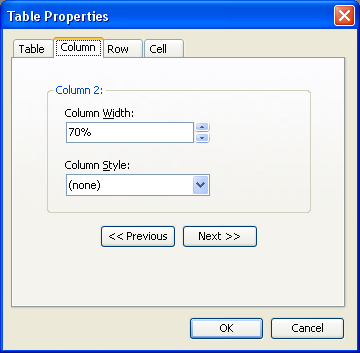 Table Properties
Table Column Row Cell
Column 2:
Column Width:
70%
Column Style:
(none)
<< Previous Next >>
OK Cancel